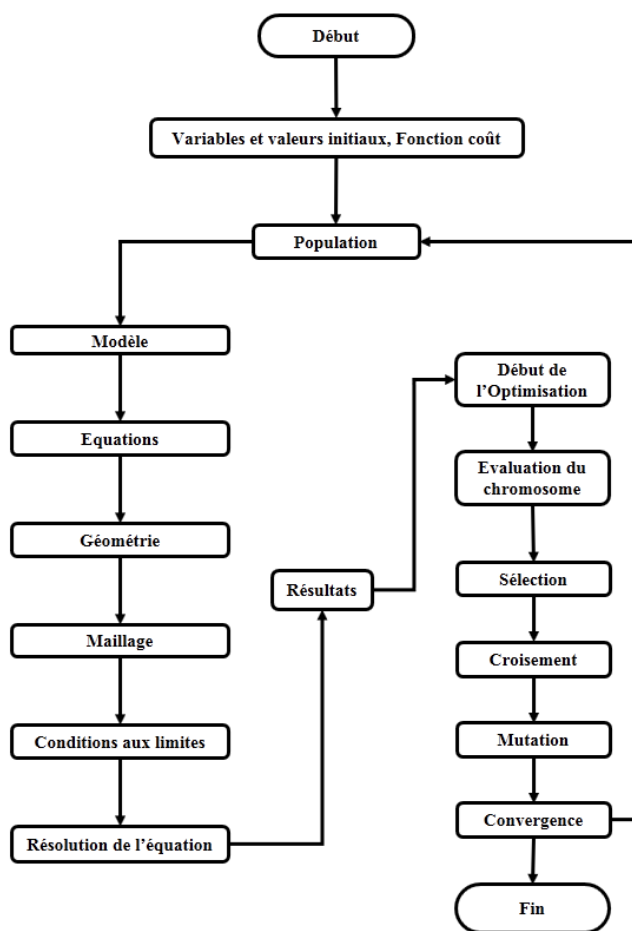 Début
Variables et valeurs initiaux, Fonction coût
Population
Modèle
Equations
Géométrie
Maillage
Conditions aux limites
Résolution de l'équation
Résultats
Début de
l'Optimisation
Evaluation du
chromosome
Sélection
Croisement
Mutation
Convergence
Fin